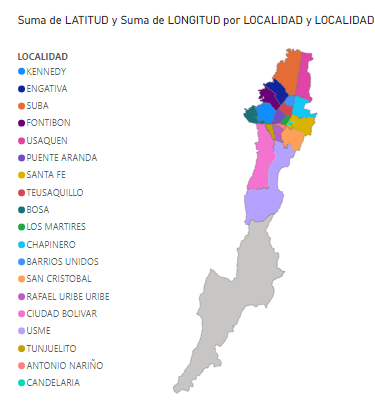 Suma de LATITUD y Suma de LONGITUD por LOCALIDAD y LOCALIDAD
LOCALIDAD
KENNEDY
ENGATIVA
SUBA
FONTIBON
USAQUEN
PUENTE ARANDA
SANTA FE
TEUSAQUILLO
BOSA
LOS MARTIRES
CHAPINERO
BARRIOS UNIDOS
SAN CRISTOBAL
RAFAEL URIBE URIBE
CIUDAD BOLIVAR
USME
TUNJUELITO
ANTONIO NARIÑO
CANDELARIA